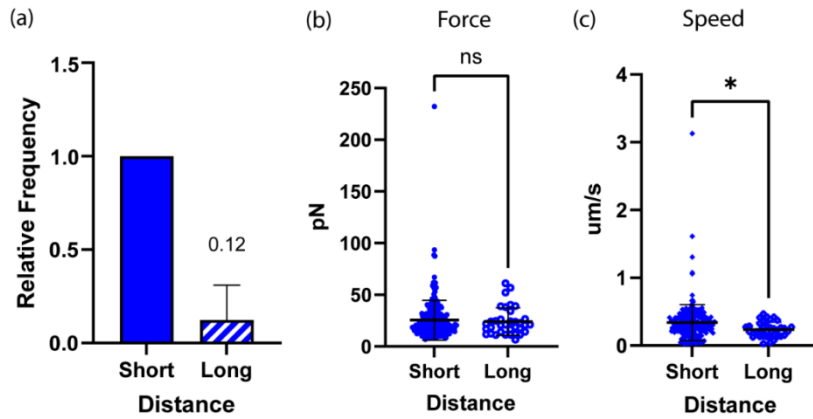 (a)
1.5
1.0
0.5
0.0
Relative Frequency
0.12
Short Long
Distance
(b) Force
ns
250
200
150
100
50
0
pN
Short Long
Distance
(c) Speed
*
4
3
2
1
0
um/s
Short Long
Distance